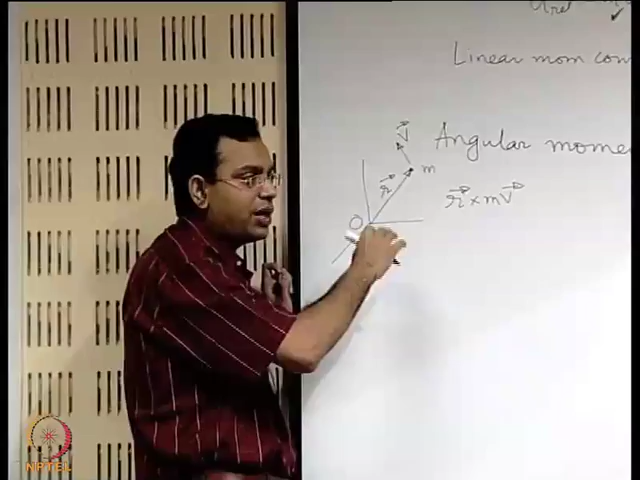 Linear mom con
Angular mome
V⃗
m
r⃗
r⃗ × mV⃗
O
NPTEL